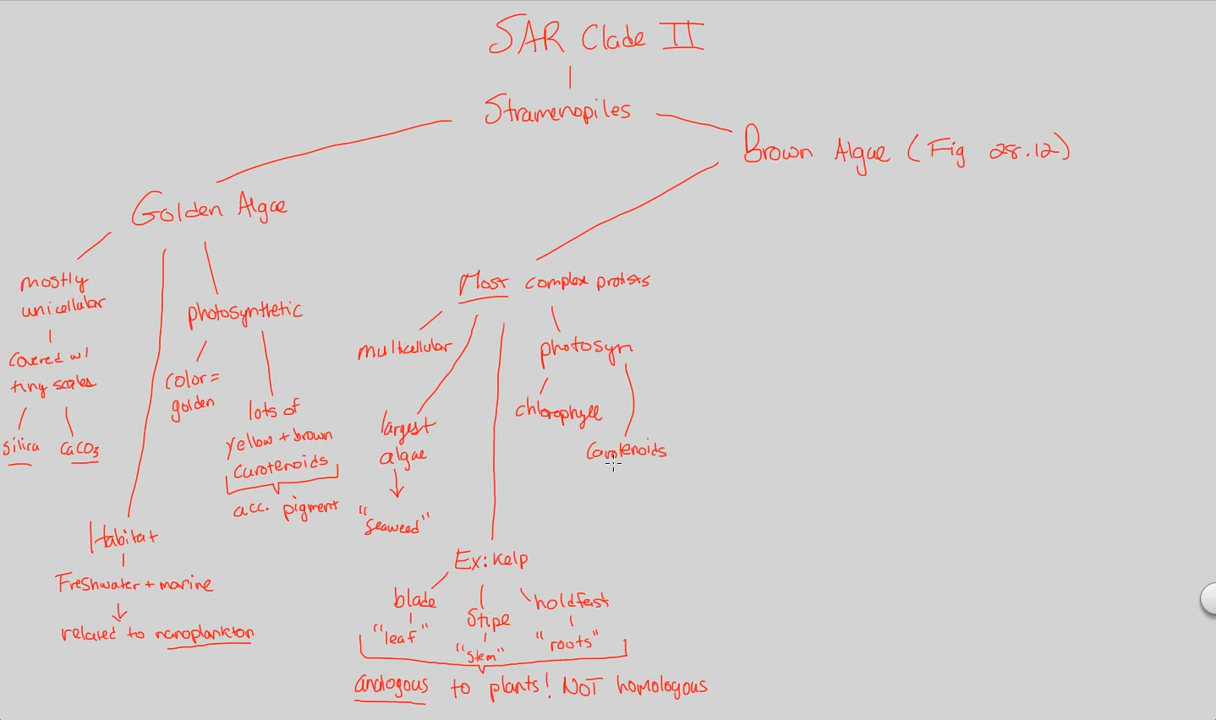 SAR Clade II
Stramenopiles
Brown Algae (Fig 28.12)
Golden Algae
mostly
unicellular
covered w/
tiny scales
silica
CaCO3
photosynthetic
color =
golden
lots of
yellow + brown
carotenoids
acc. pigment
Habitat
Freshwater + marine
related to nanoplankton
Most complex protists
multicellular
largest
algae
"seaweed"
Ex: Kelp
blade
"leaf"
Stipe
"stem"
holdfast
"roots"
analogous to plants! NOT homologous
photosyn
chlorophyll
Carotenoids